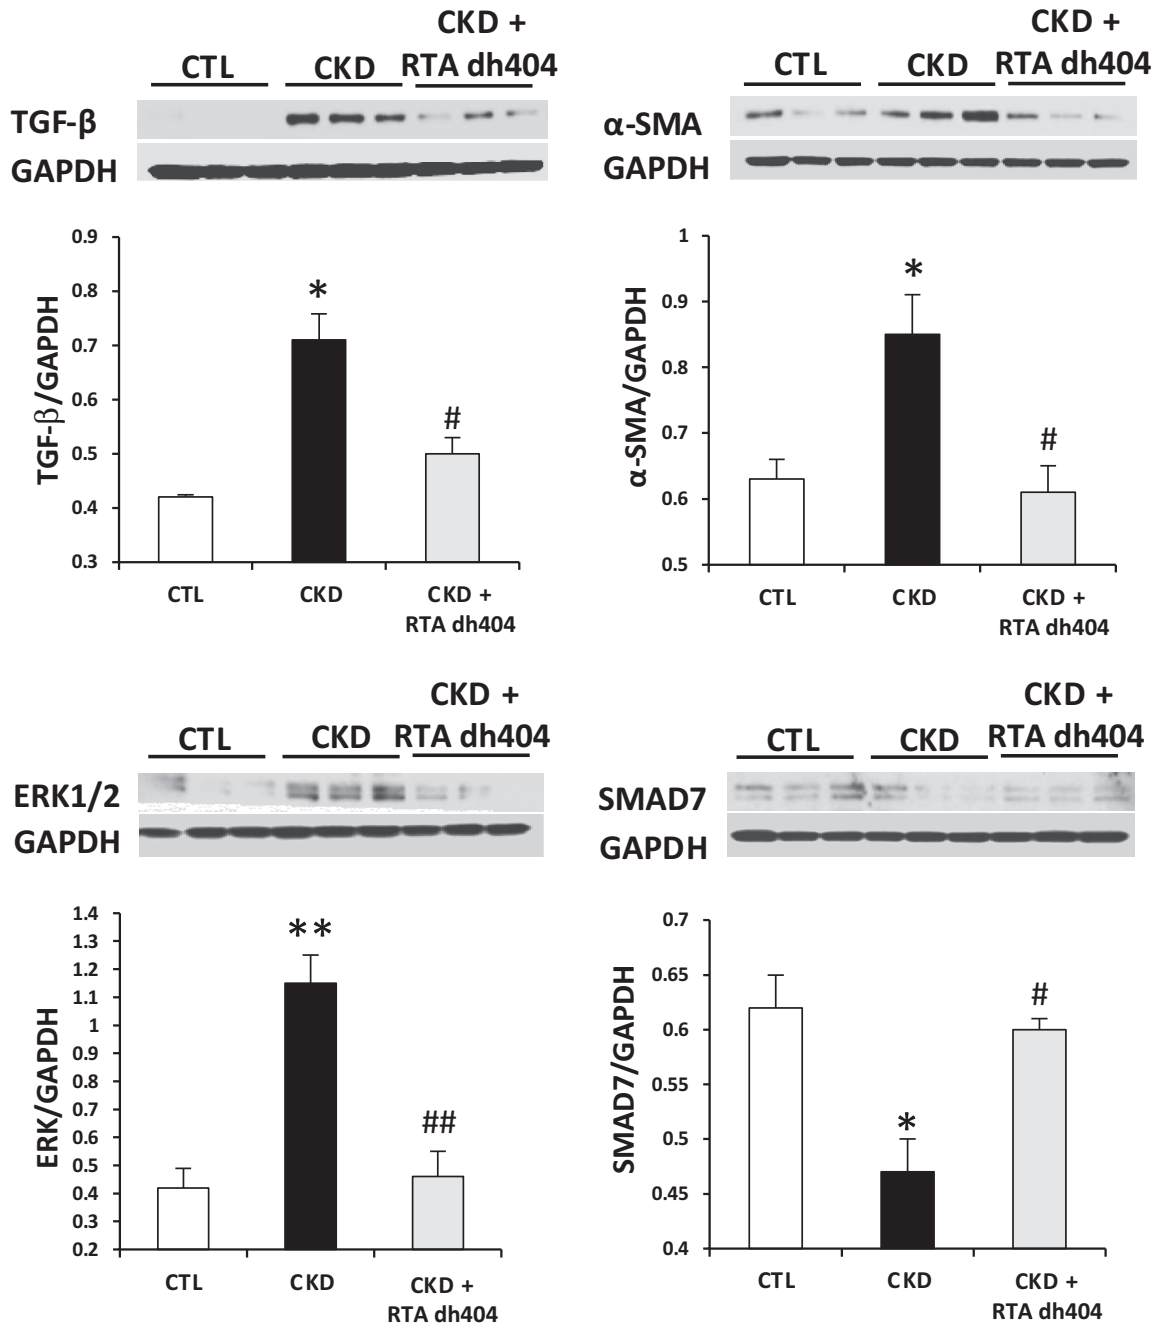 CKD +
CTL CKD RTA dh404
TGF-β
GAPDH
0.9
0.8
0.7
0.6
0.5
0.4
0.3
TGF-β/GAPDH
*
#
CTL CKD CKD +
RTA dh404
CKD +
CTL CKD RTA dh404
α-SMA
GAPDH
1
0.9
0.8
0.7
0.6
0.5
α-SMA/GAPDH
*
#
CTL CKD CKD +
RTA dh404
CKD +
CTL CKD RTA dh404
ERK1/2
GAPDH
1.4
1.3
1.2
1.1
1
0.9
0.8
0.7
0.6
0.5
0.4
0.3
0.2
ERK/GAPDH
**
##
CTL CKD CKD +
RTA dh404
CKD +
CTL CKD RTA dh404
SMAD7
GAPDH
0.7
0.65
0.6
0.55
0.5
0.45
0.4
SMAD7/GAPDH
*
#
CTL CKD CKD +
RTA dh404